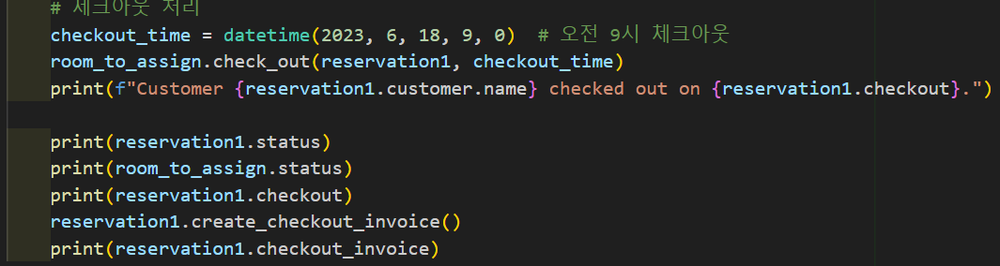 # 체크아웃 처리
checkout_time = datetime(2023, 6, 18, 9, 0)  # 오전 9시 체크아웃
room_to_assign.check_out(reservation1, checkout_time)
print(f"Customer {reservation1.customer.name} checked out on {reservation1.checkout}.")
print(reservation1.status)
print(room_to_assign.status)
print(reservation1.checkout)
reservation1.create_checkout_invoice()
print(reservation1.checkout_invoice)